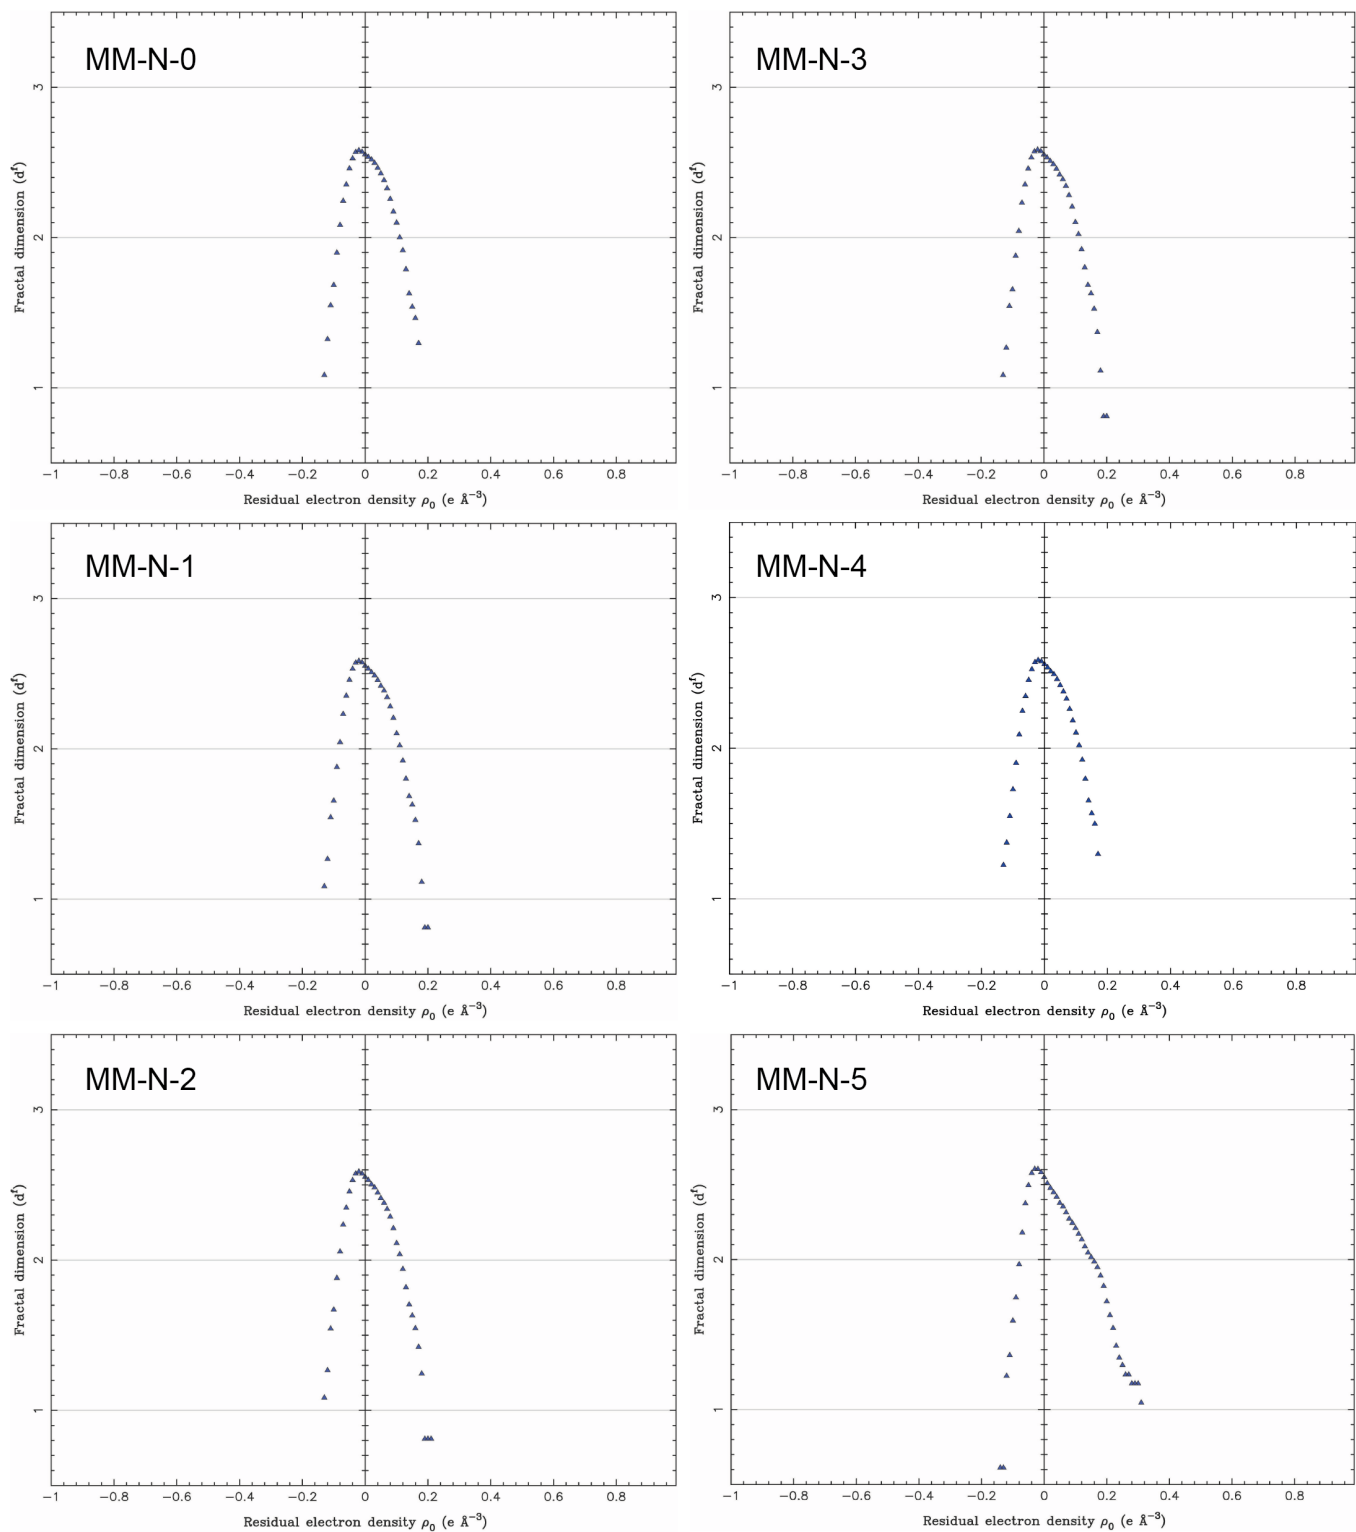 MM-N-0
3
2
1
Fractal dimension (dᶠ)
−1 −0.8 −0.6 −0.4 −0.2 0 0.2 0.4 0.6 0.8
Residual electron density ρ₀ (e Å⁻³)
MM-N-3
3
2
1
Fractal dimension (dᶠ)
−1 −0.8 −0.6 −0.4 −0.2 0 0.2 0.4 0.6 0.8
Residual electron density ρ₀ (e Å⁻³)
MM-N-1
3
2
1
Fractal dimension (dᶠ)
−1 −0.8 −0.6 −0.4 −0.2 0 0.2 0.4 0.6 0.8
Residual electron density ρ₀ (e Å⁻³)
MM-N-4
3
2
1
Fractal dimension (dᶠ)
−1 −0.8 −0.6 −0.4 −0.2 0 0.2 0.4 0.6 0.8
Residual electron density ρ₀ (e Å⁻³)
MM-N-2
3
2
1
Fractal dimension (dᶠ)
−1 −0.8 −0.6 −0.4 −0.2 0 0.2 0.4 0.6 0.8
Residual electron density ρ₀ (e Å⁻³)
MM-N-5
3
2
1
Fractal dimension (dᶠ)
−1 −0.8 −0.6 −0.4 −0.2 0 0.2 0.4 0.6 0.8
Residual electron density ρ₀ (e Å⁻³)